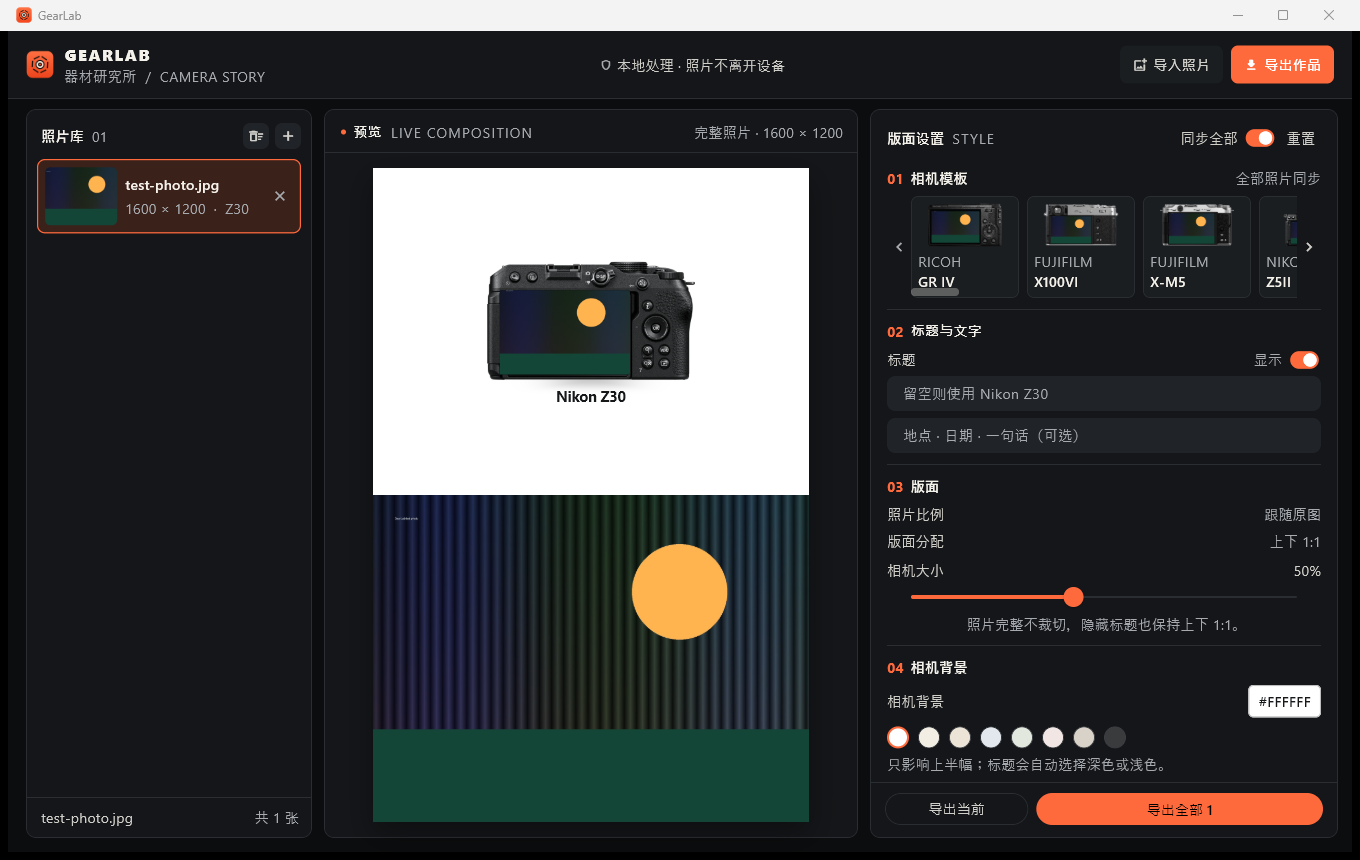 GearLab
GEARLAB
器材研究所 / CAMERA STORY
本地处理 · 照片不离开设备
导入照片
导出作品
照片库 01
test-photo.jpg
1600 × 1200 · Z30
test-photo.jpg
共 1 张
预览 LIVE COMPOSITION
完整照片 · 1600 × 1200
Nikon Z30
版面设置 STYLE
同步全部
重置
01 相机模板
全部照片同步
RICOH
GR IV
FUJIFILM
X100VI
FUJIFILM
X-M5
NIKC
Z5II
02 标题与文字
标题
显示
留空则使用 Nikon Z30
地点 · 日期 · 一句话（可选）
03 版面
照片比例
跟随原图
版面分配
上下 1:1
相机大小
50%
照片完整不裁切，隐藏标题也保持上下 1:1。
04 相机背景
相机背景
#FFFFFF
只影响上半幅；标题会自动选择深色或浅色。
导出当前
导出全部 1